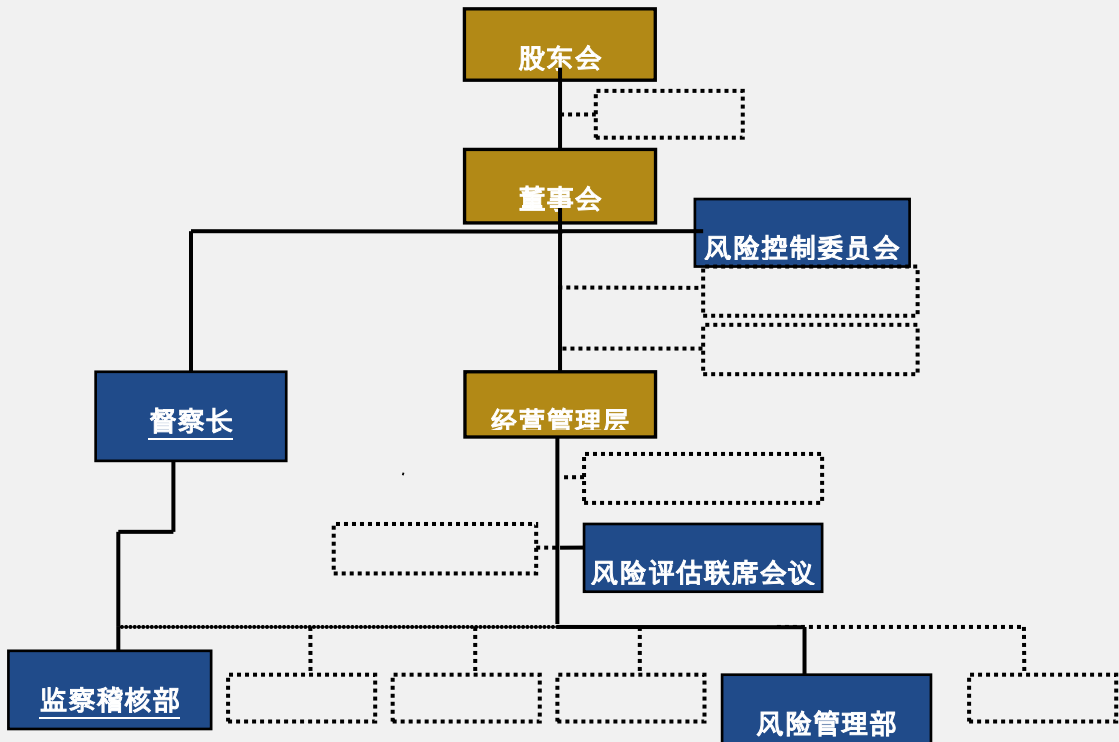 股东会
董事会
风险控制委员会
督察长
经营管理层
风险评估联席会议
监察稽核部
风险管理部